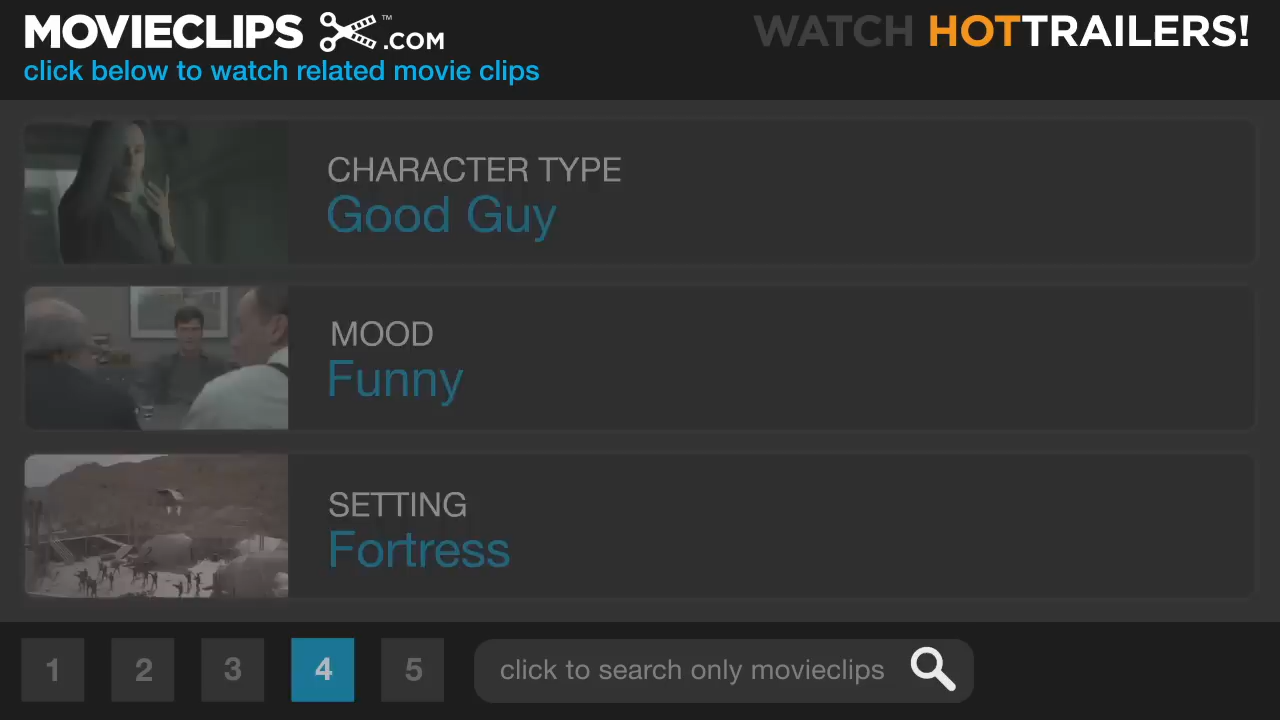 MOVIECLIPS ™.COM
WATCH HOTTRAILERS!
click below to watch related movie clips
CHARACTER TYPE
Good Guy
MOOD
Funny
SETTING
Fortress
1 2 3 4 5 click to search only movieclips